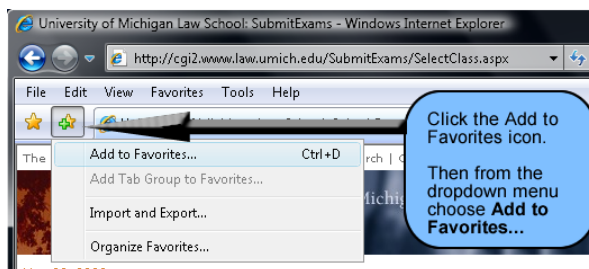 University of Michigan Law School: SubmitExams - Windows Internet Explorer
http://cgi2.www.law.umich.edu/SubmitExams/SelectClass.aspx
File Edit View Favorites Tools Help
The
Add to Favorites... Ctrl+D
Add Tab Group to Favorites...
Import and Export...
Organize Favorites...
Click the Add to
Favorites icon.
Then from the
dropdown menu
choose Add to
Favorites...